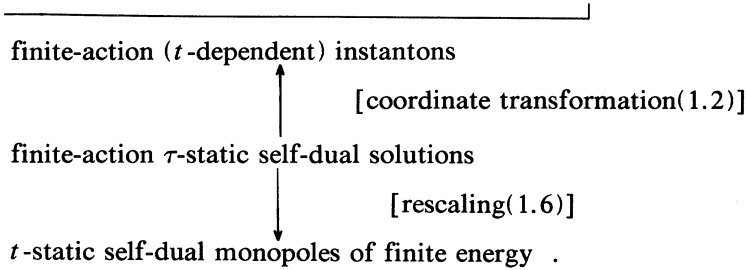 finite-action (t-dependent) instantons
[coordinate transformation(1.2)]
finite-action τ-static self-dual solutions
[rescaling(1.6)]
t-static self-dual monopoles of finite energy .